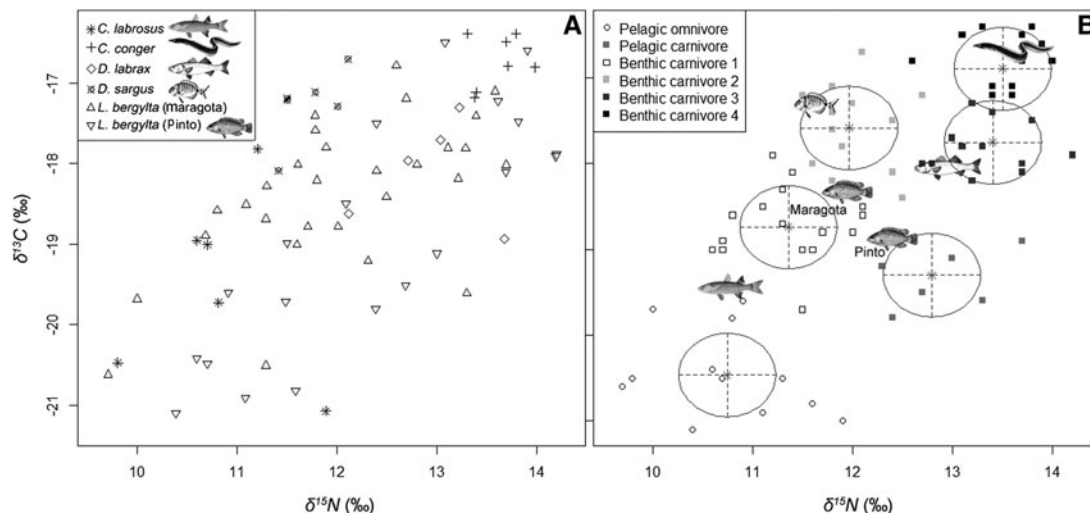 C. labrosus
C. conger
D. labrax
D. sargus
L. bergylta (maragota)
L. bergylta (Pinto)
A
-17
-18
-19
-20
-21
δ¹³C (‰)
10 11 12 13 14
δ¹⁵N (‰)
Pelagic omnivore
Pelagic carnivore
Benthic carnivore 1
Benthic carnivore 2
Benthic carnivore 3
Benthic carnivore 4
B
Maragota
Pinto
10 11 12 13 14
δ¹⁵N (‰)